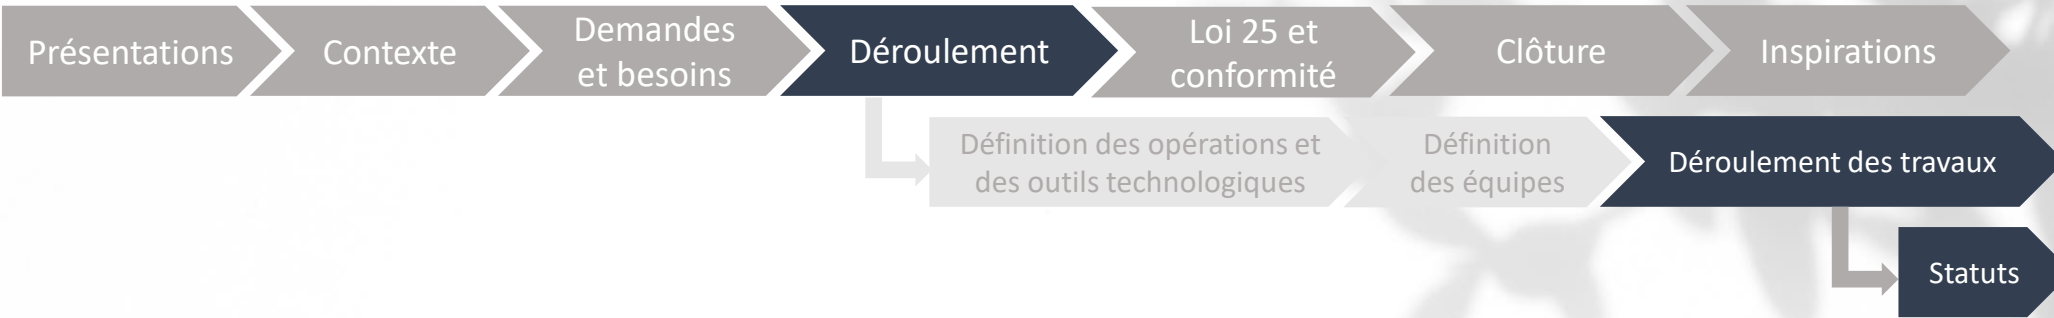 Présentations
Contexte
Demandes
et besoins
Déroulement
Loi 25 et
conformité
Clôture
Inspirations
Définition des opérations et
des outils technologiques
Définition
des équipes
Déroulement des travaux
Statuts